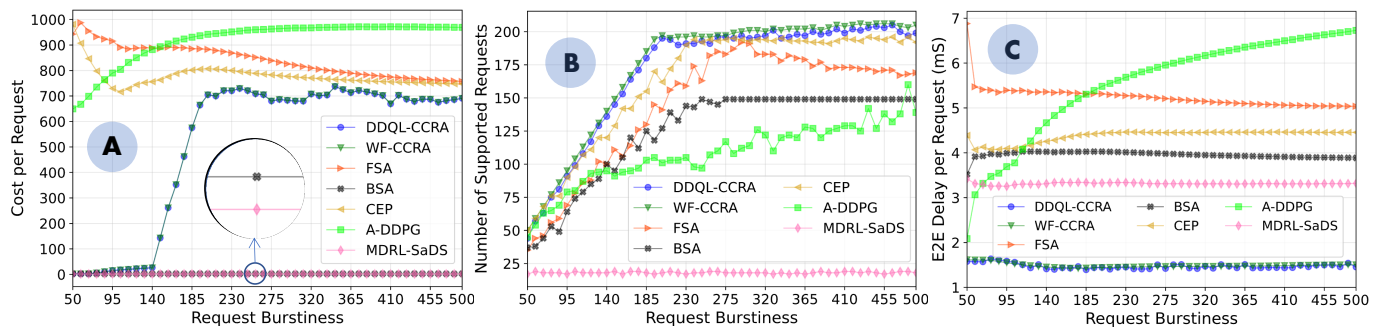 Cost per Request
1000
900
800
700
600
500
400
300
200
100
0
A
DDQL-CCRA
WF-CCRA
FSA
BSA
CEP
A-DDPG
MDRL-SaDS
50 95 140 185 230 275 320 365 410 455 500
Request Burstiness
Number of Supported Requests
200
175
150
125
100
75
50
25
B
DDQL-CCRA CEP
WF-CCRA A-DDPG
FSA MDRL-SaDS
BSA
50 95 140 185 230 275 320 365 410 455 500
Request Burstiness
E2E Delay per Request (mS)
7
6
5
4
3
2
1
C
DDQL-CCRA BSA A-DDPG
WF-CCRA CEP MDRL-SaDS
FSA
50 95 140 185 230 275 320 365 410 455 500
Request Burstiness